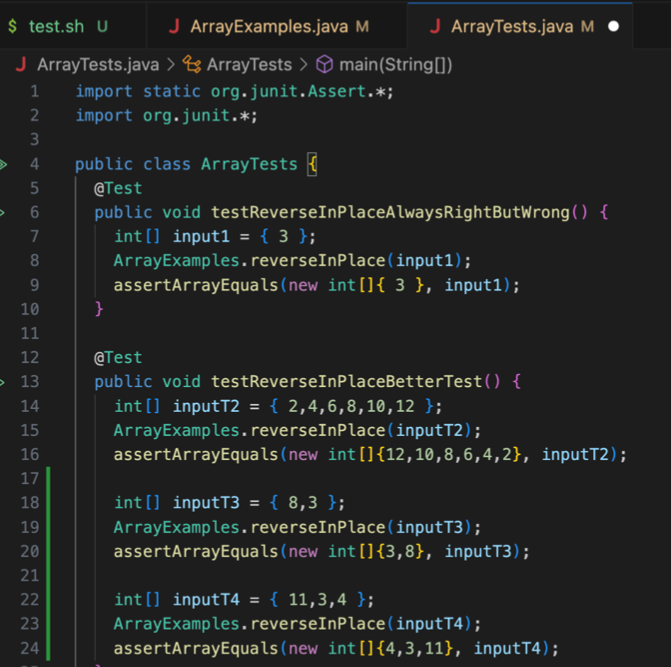 $ test.sh U J ArrayExamples.java M J ArrayTests.java M ●
J ArrayTests.java > ArrayTests > main(String[])
1 import static org.junit.Assert.*;
2 import org.junit.*;
3
4 public class ArrayTests {
5 @Test
6 public void testReverseInPlaceAlwaysRightButWrong() {
7 int[] input1 = { 3 };
8 ArrayExamples.reverseInPlace(input1);
9 assertArrayEquals(new int[]{ 3 }, input1);
10 }
11
12 @Test
13 public void testReverseInPlaceBetterTest() {
14 int[] inputT2 = { 2,4,6,8,10,12 };
15 ArrayExamples.reverseInPlace(inputT2);
16 assertArrayEquals(new int[]{12,10,8,6,4,2}, inputT2);
17
18 int[] inputT3 = { 8,3 };
19 ArrayExamples.reverseInPlace(inputT3);
20 assertArrayEquals(new int[]{3,8}, inputT3);
21
22 int[] inputT4 = { 11,3,4 };
23 ArrayExamples.reverseInPlace(inputT4);
24 assertArrayEquals(new int[]{4,3,11}, inputT4);